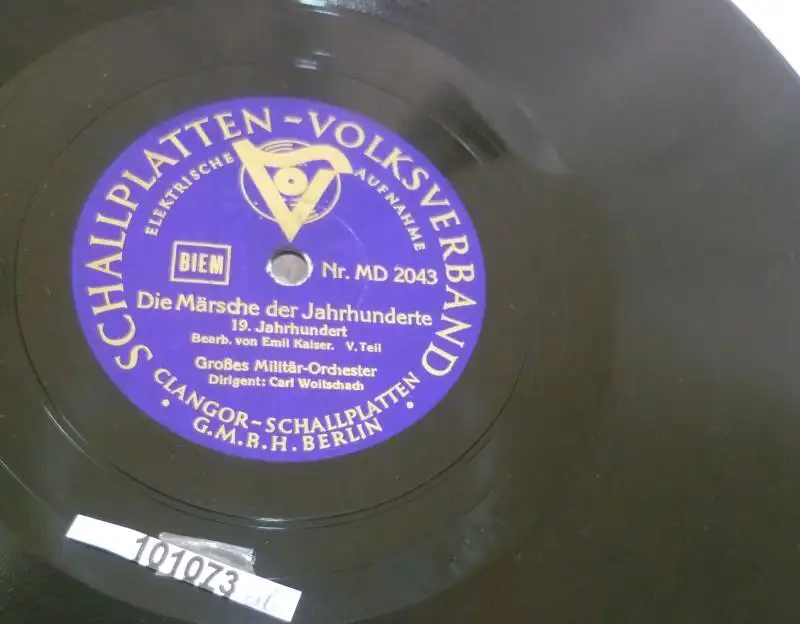 SCHALLPLATTEN - VOLKSVERBAND
ELEKTRISCHE AUFNAHME
BIEM
Nr. MD 2043
Die Märsche der Jahrhunderte
19. Jahrhundert
Bearb. von Emil Kaiser. V. Teil
Großes Militär-Orchester
Dirigent: Carl Woitschach
CLANGOR-SCHALLPLATTEN
G.M.B.H. BERLIN
101073